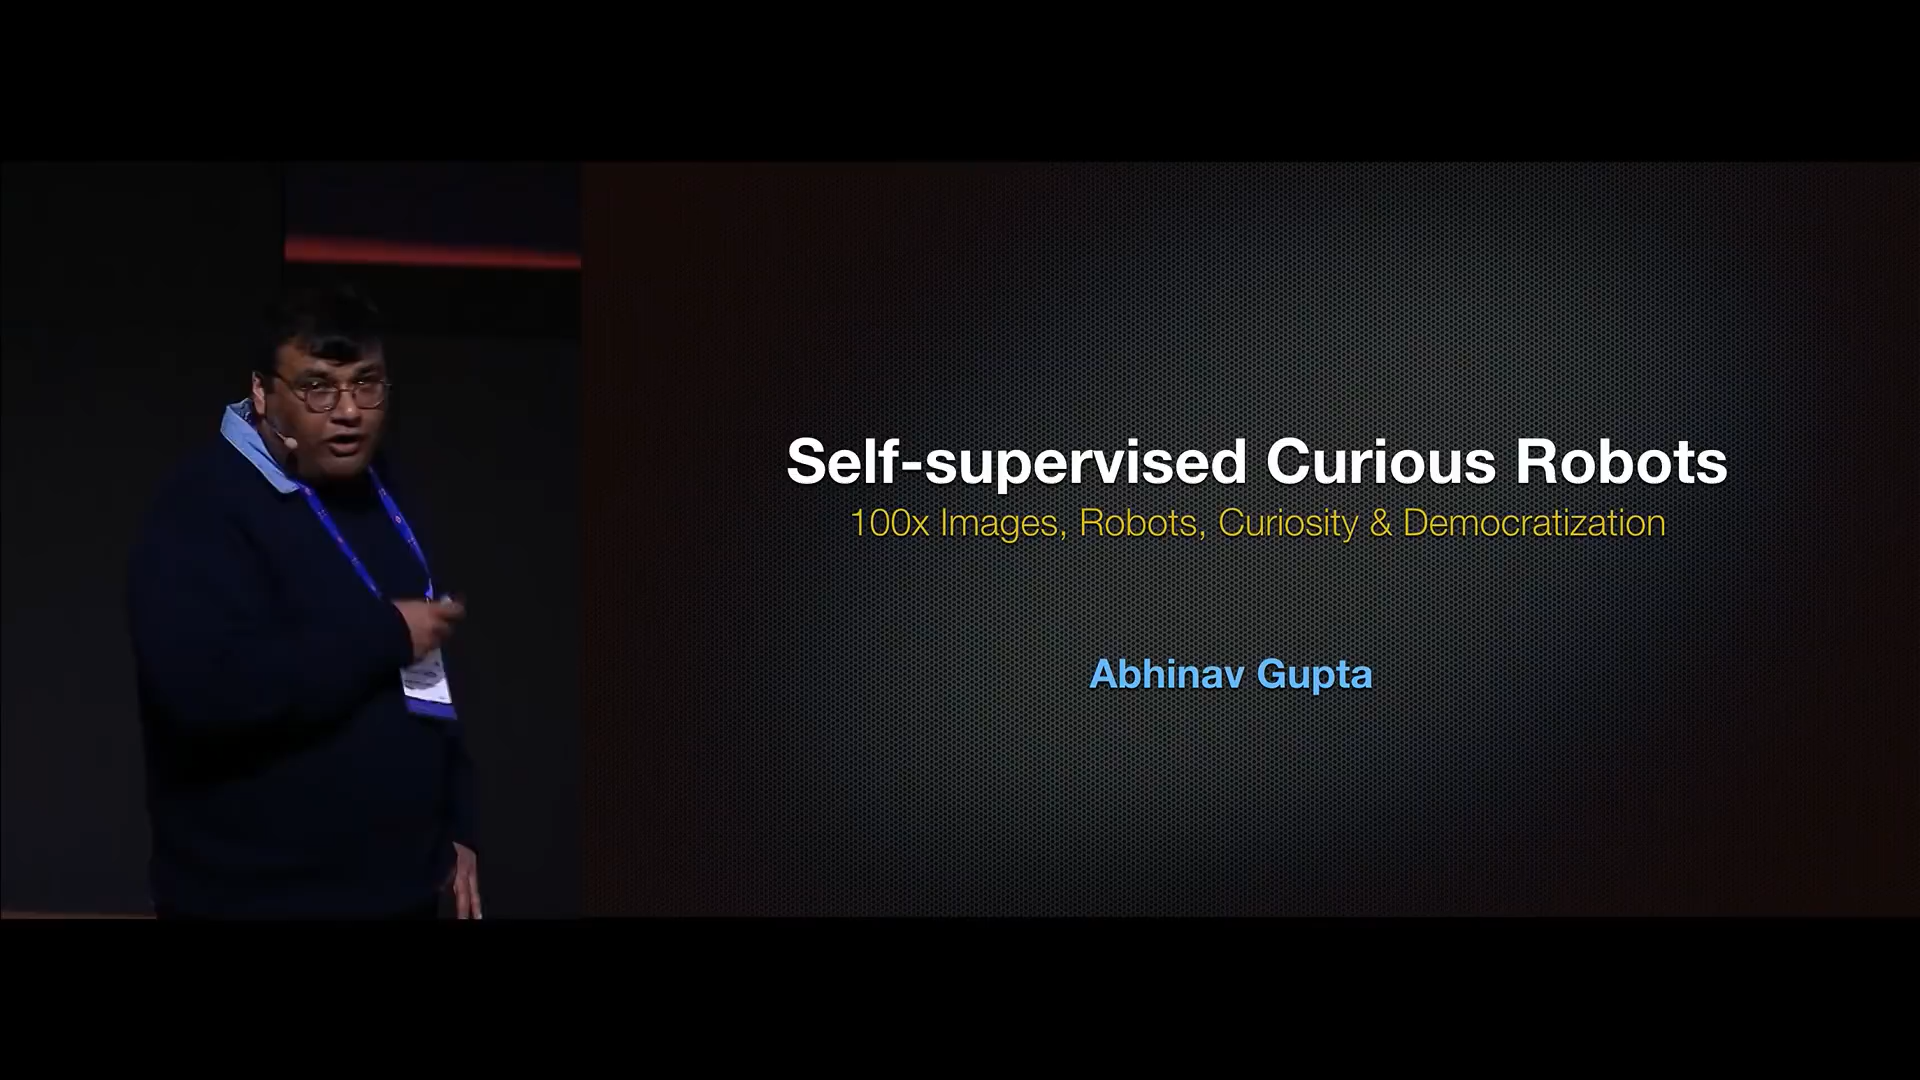 Self-supervised Curious Robots
100x Images, Robots, Curiosity & Democratization
Abhinav Gupta